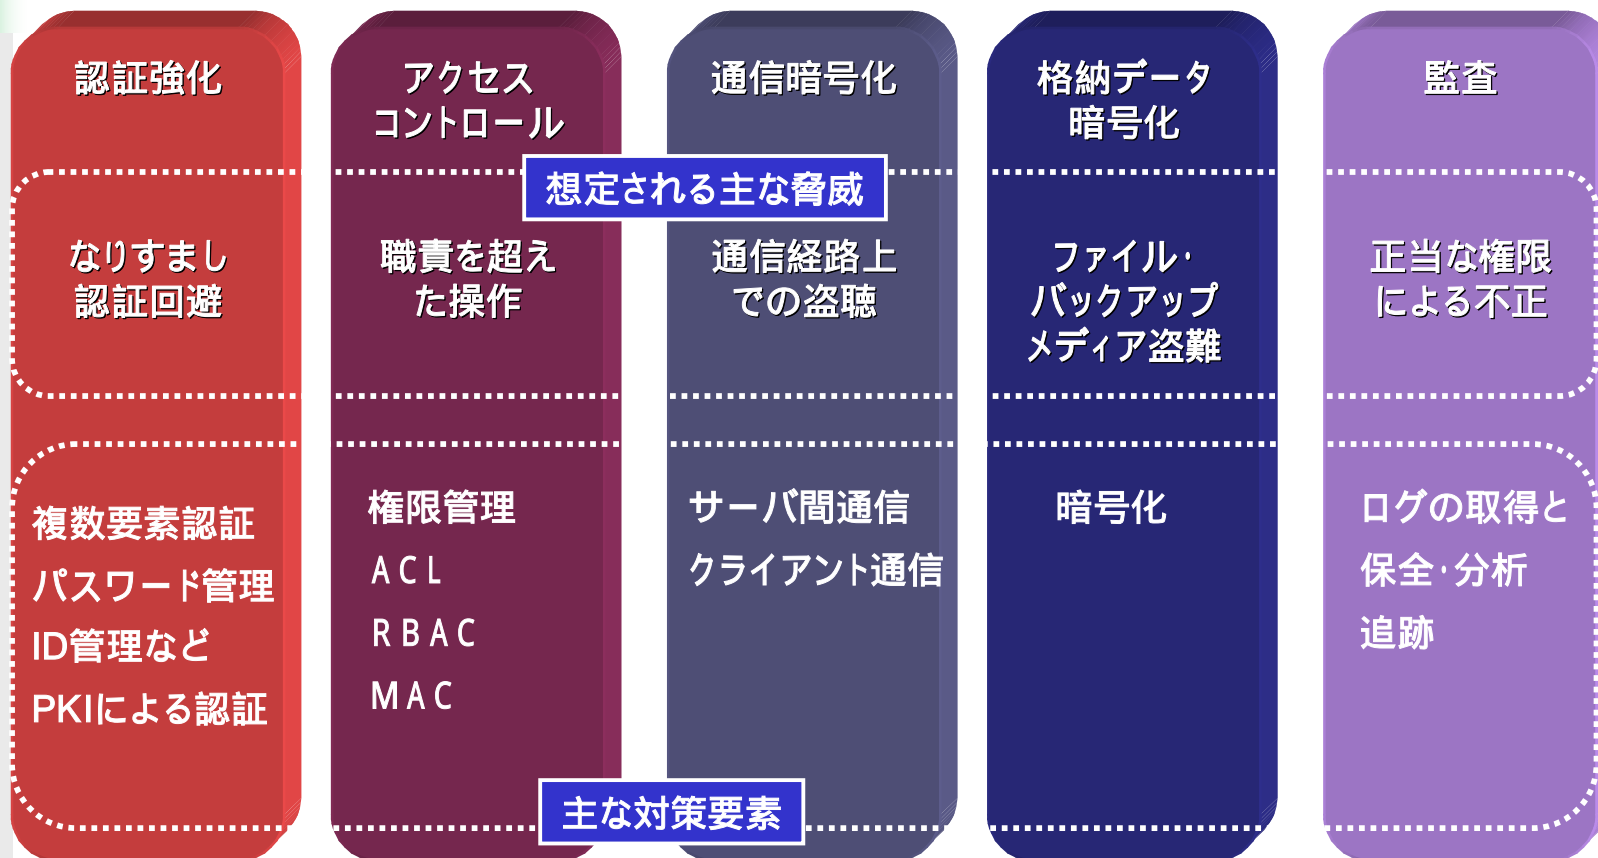 認証強化
アクセス
コントロール
通信暗号化
格納データ
暗号化
監査
想定される主な脅威
なりすまし
認証回避
職責を超え
た操作
通信経路上
での盗聴
ファイル・
バックアップ
メディア盗難
正当な権限
による不正
複数要素認証
パスワード管理
ID管理など
PKIによる認証
権限管理
ACL
RBAC
MAC
サーバ間通信
クライアント通信
暗号化
ログの取得と
保全・分析
追跡
主な対策要素